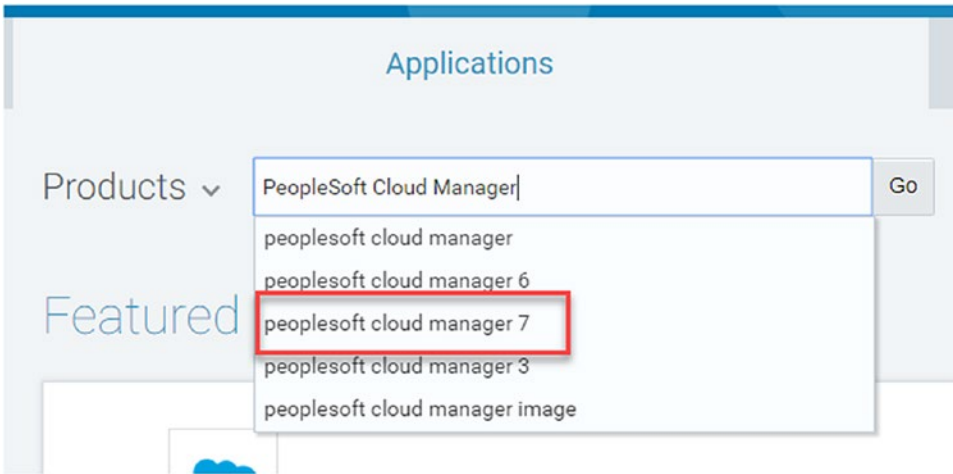 Applications
Products PeopleSoft Cloud Manager Go
peoplesoft cloud manager
peoplesoft cloud manager 6
Featured peoplesoft cloud manager 7
peoplesoft cloud manager 3
peoplesoft cloud manager image